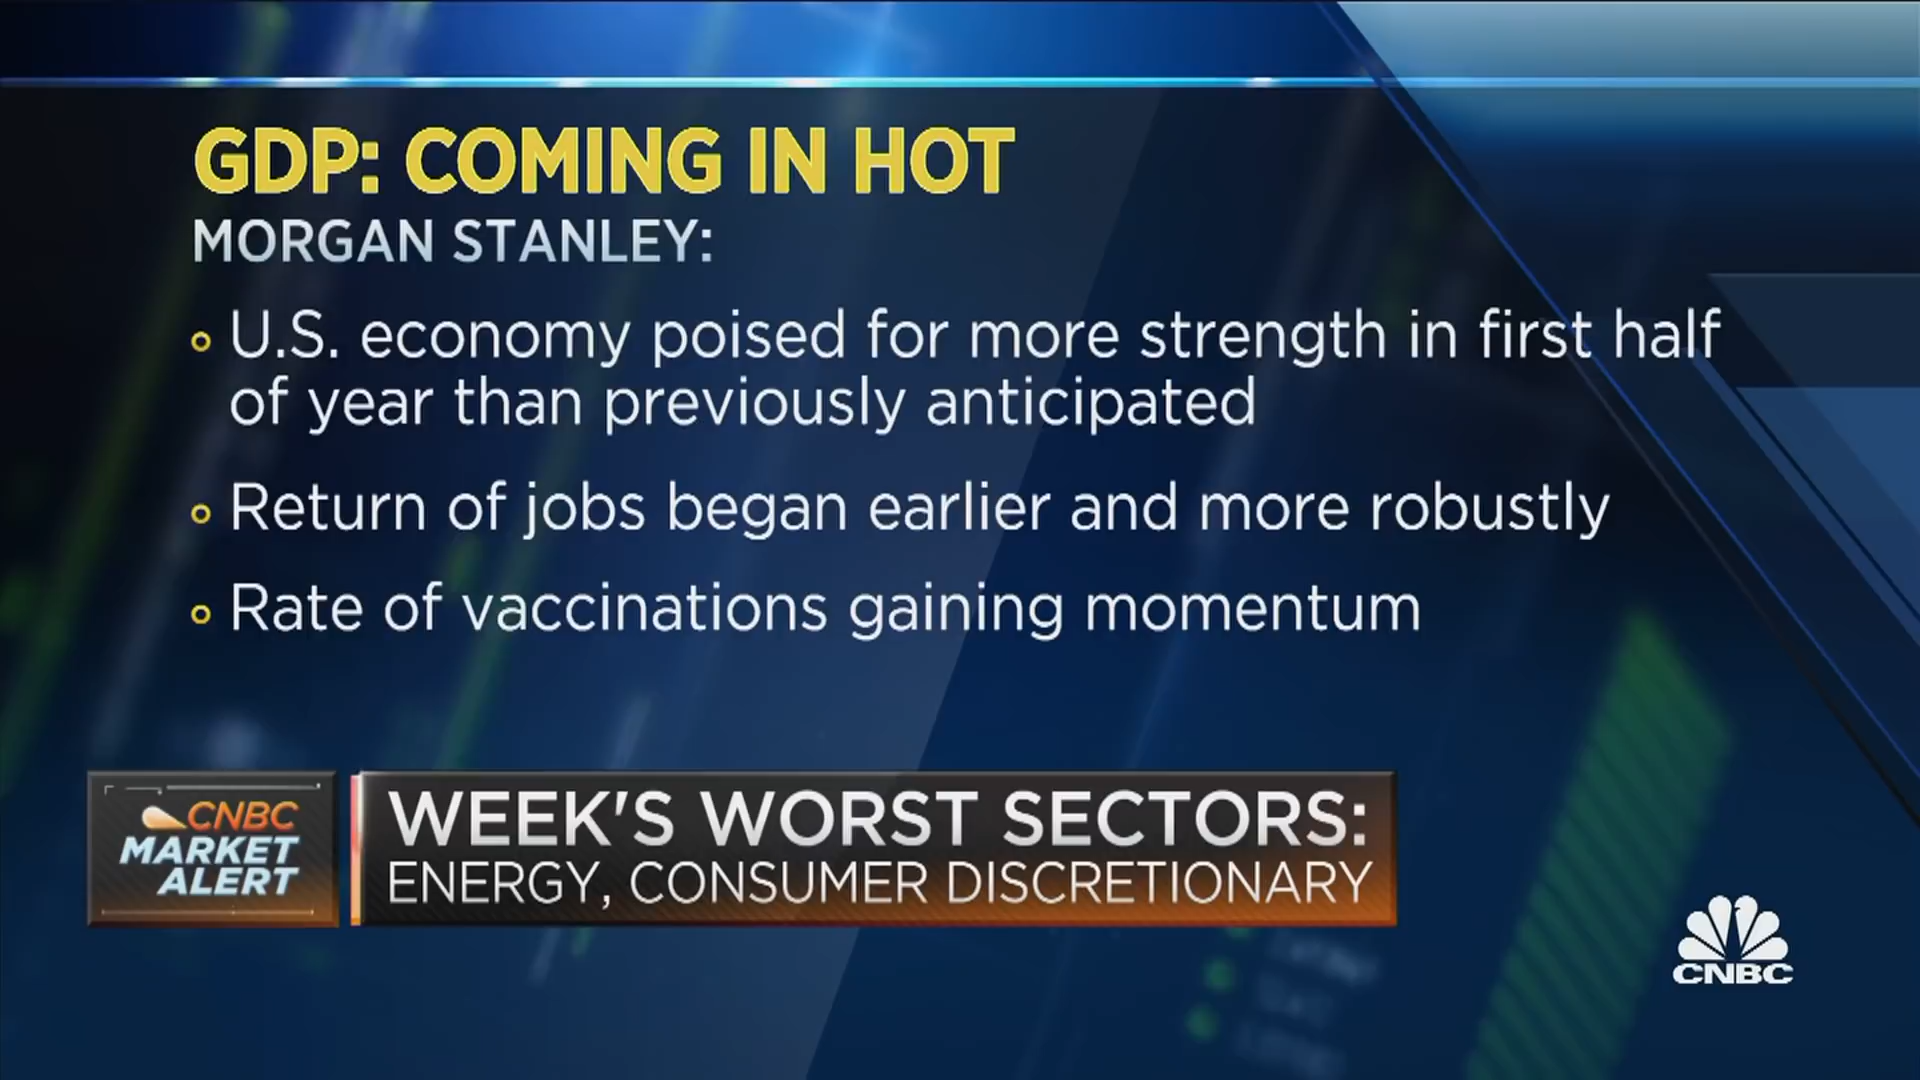 GDP: COMING IN HOT
MORGAN STANLEY:
U.S. economy poised for more strength in first half
of year than previously anticipated
Return of jobs began earlier and more robustly
Rate of vaccinations gaining momentum
CNBC
MARKET
ALERT
WEEK'S WORST SECTORS:
ENERGY, CONSUMER DISCRETIONARY
CNBC